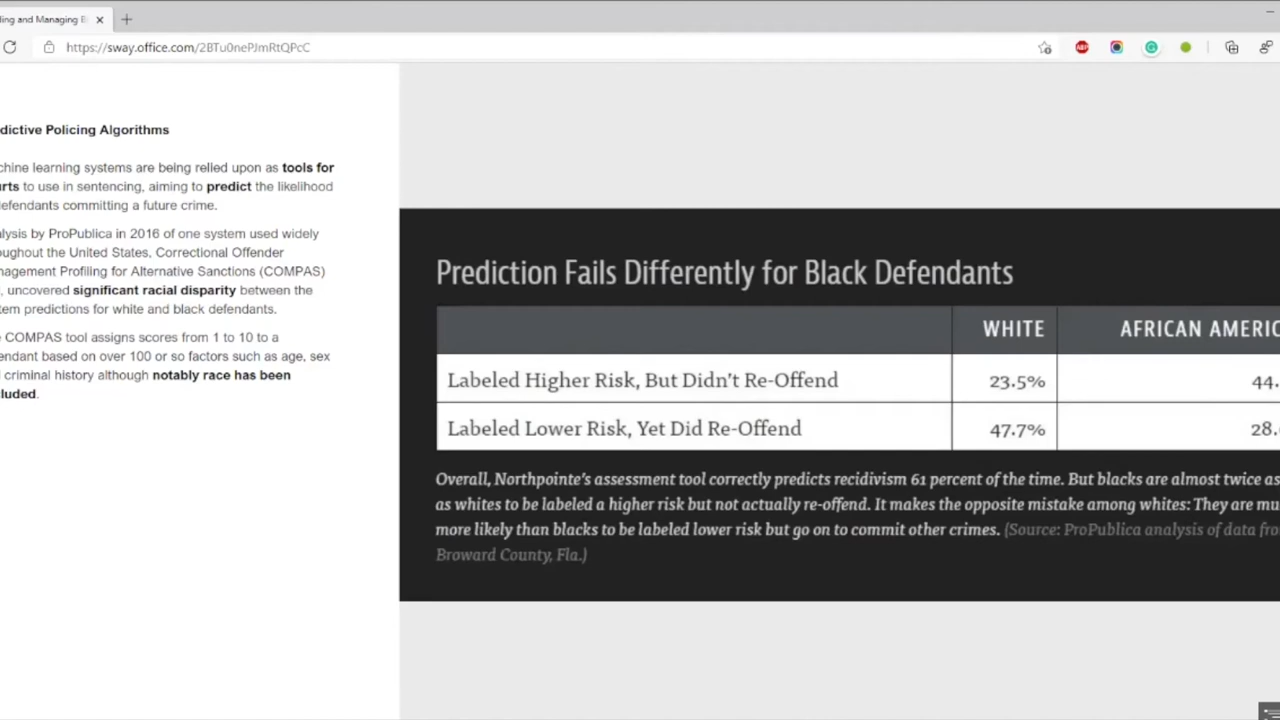 ling and Managing B
https://sway.office.com/2BTu0nePJmRtQPcC
ABP
dictive Policing Algorithms
chine learning systems are being relied upon as tools for
urts to use in sentencing, aiming to predict the likelihood
defendants committing a future crime.
alysis by ProPublica in 2016 of one system used widely
oughout the United States, Correctional Offender
nagement Profiling for Alternative Sanctions (COMPAS)
, uncovered significant racial disparity between the
tem predictions for white and black defendants.
e COMPAS tool assigns scores from 1 to 10 to a
endant based on over 100 or so factors such as age, sex
d criminal history although notably race has been
cluded.
Prediction Fails Differently for Black Defendants
WHITE AFRICAN AMERIC
Labeled Higher Risk, But Didn't Re-Offend 23.5% 44.
Labeled Lower Risk, Yet Did Re-Offend 47.7% 28.
Overall, Northpointe's assessment tool correctly predicts recidivism 61 percent of the time. But blacks are almost twice as
as whites to be labeled a higher risk but not actually re-offend. It makes the opposite mistake among whites: They are mu
more likely than blacks to be labeled lower risk but go on to commit other crimes. (Source: ProPublica analysis of data fro
Broward County, Fla.)